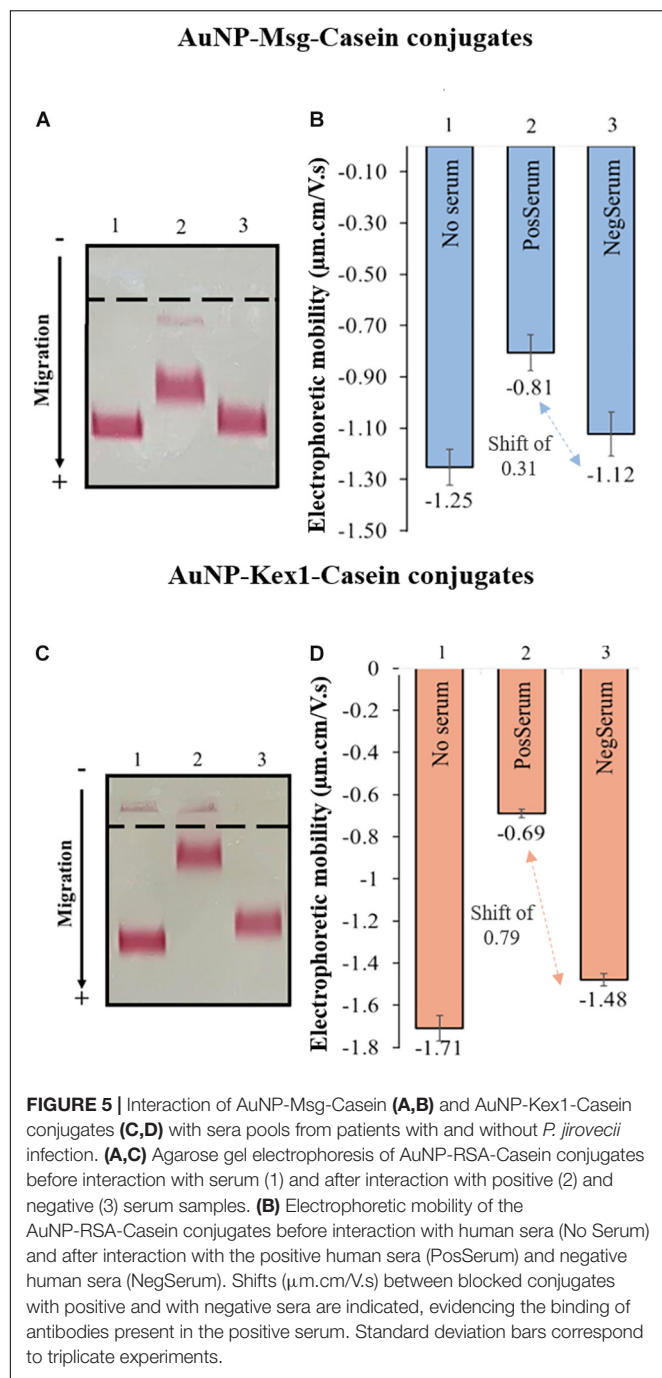 AuNP-Msg-Casein conjugates
A
B
1 2 3
-
Migration
+
1 2 3
Electrophoretic mobility (µm.cm/V.s)
-0.10
-0.30
-0.50
-0.70
-0.90
-1.10
-1.30
-1.50
No serum
PosSerum
NegSerum
-1.25
-0.81
-1.12
Shift of
0.31
AuNP-Kex1-Casein conjugates
C
D
1 2 3
-
Migration
+
1 2 3
Electrophoretic mobility (µm.cm/V.s)
0
-0.2
-0.4
-0.6
-0.8
-1
-1.2
-1.4
-1.6
-1.8
No serum
PosSerum
NegSerum
-1.71
-0.69
-1.48
Shift of
0.79
FIGURE 5 | Interaction of AuNP-Msg-Casein (A,B) and AuNP-Kex1-Casein
conjugates (C,D) with sera pools from patients with and without P. jirovecii
infection. (A,C) Agarose gel electrophoresis of AuNP-RSA-Casein conjugates
before interaction with serum (1) and after interaction with positive (2) and
negative (3) serum samples. (B) Electrophoretic mobility of the
AuNP-RSA-Casein conjugates before interaction with human sera (No Serum)
and after interaction with the positive human sera (PosSerum) and negative
human sera (NegSerum). Shifts (µm.cm/V.s) between blocked conjugates
with positive and with negative sera are indicated, evidencing the binding of
antibodies present in the positive serum. Standard deviation bars correspond
to triplicate experiments.